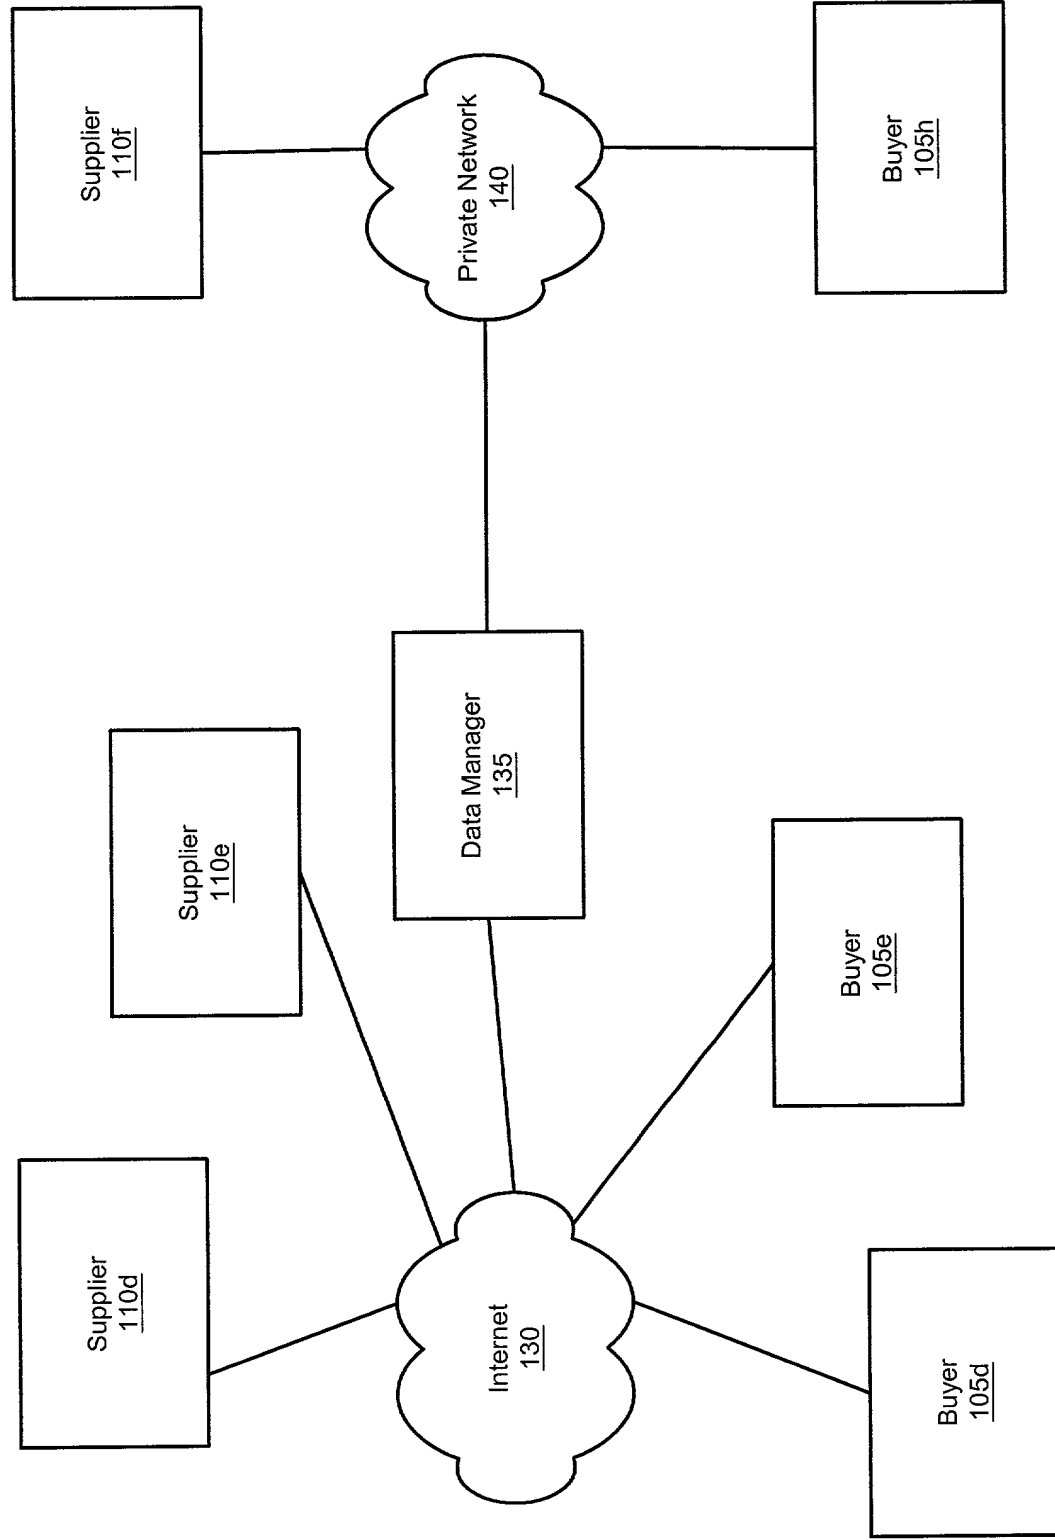 Supplier
110d
Supplier
110e
Supplier
110f
Internet
130
Data Manager
135
Private Network
140
Buyer
105d
Buyer
105e
Buyer
105h